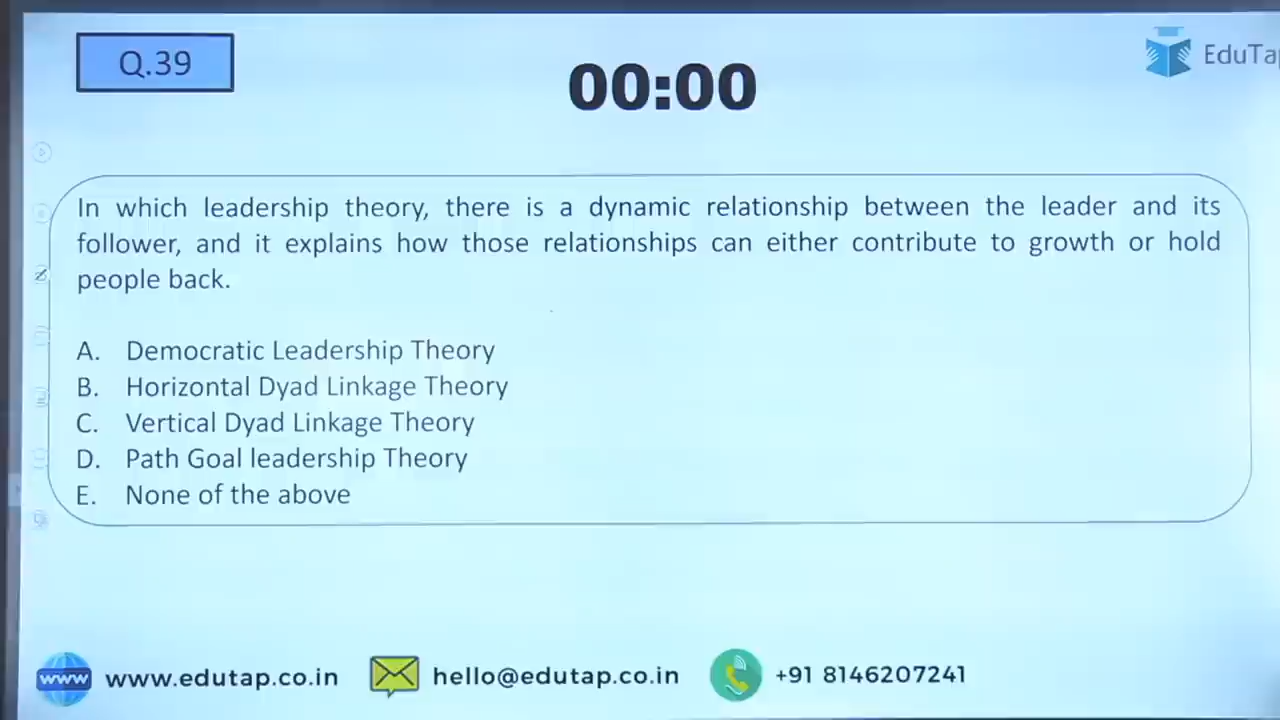 Q.39
00:00
EduTap
In which leadership theory, there is a dynamic relationship between the leader and its
follower, and it explains how those relationships can either contribute to growth or hold
people back.
A. Democratic Leadership Theory
B. Horizontal Dyad Linkage Theory
C. Vertical Dyad Linkage Theory
D. Path Goal leadership Theory
E. None of the above
www
www.edutap.co.in
hello@edutap.co.in
+91 8146207241